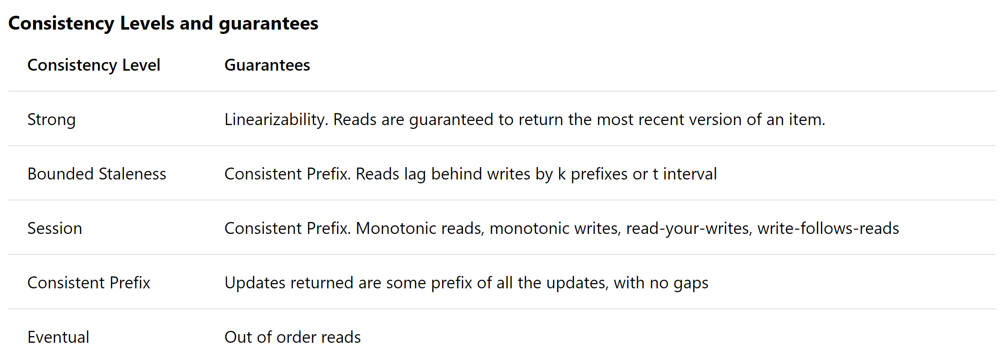 Consistency Levels and guarantees
Consistency Level Guarantees
Strong Linearizability. Reads are guaranteed to return the most recent version of an item.
Bounded Staleness Consistent Prefix. Reads lag behind writes by k prefixes or t interval
Session Consistent Prefix. Monotonic reads, monotonic writes, read-your-writes, write-follows-reads
Consistent Prefix Updates returned are some prefix of all the updates, with no gaps
Eventual Out of order reads